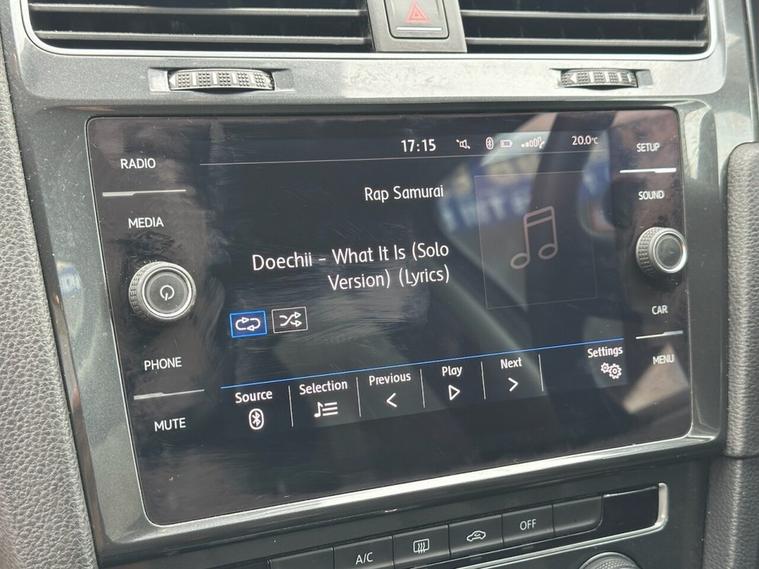 RADIO
MEDIA
PHONE
MUTE
17:15
20.0°C
Rap Samurai
Doechii - What It Is (Solo
Version) (Lyrics)
Source
Selection
Previous
Play
Next
Settings
SETUP
SOUND
CAR
MENU
A/C
OFF